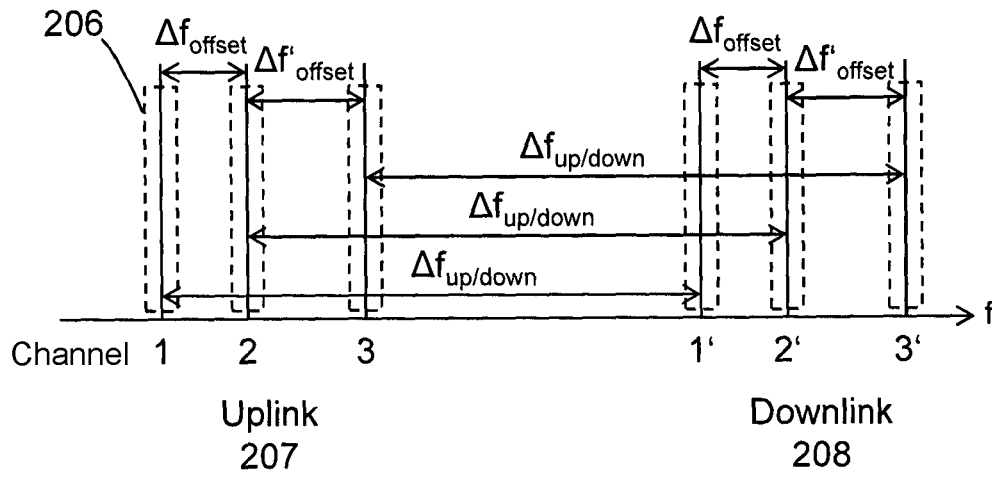 206
Δf_offset
Δf'_offset
Δf_offset
Δf'_offset
Δf_up/down
Δf_up/down
Δf_up/down
f
Channel 1 2 3 1' 2' 3'
Uplink Downlink
207 208